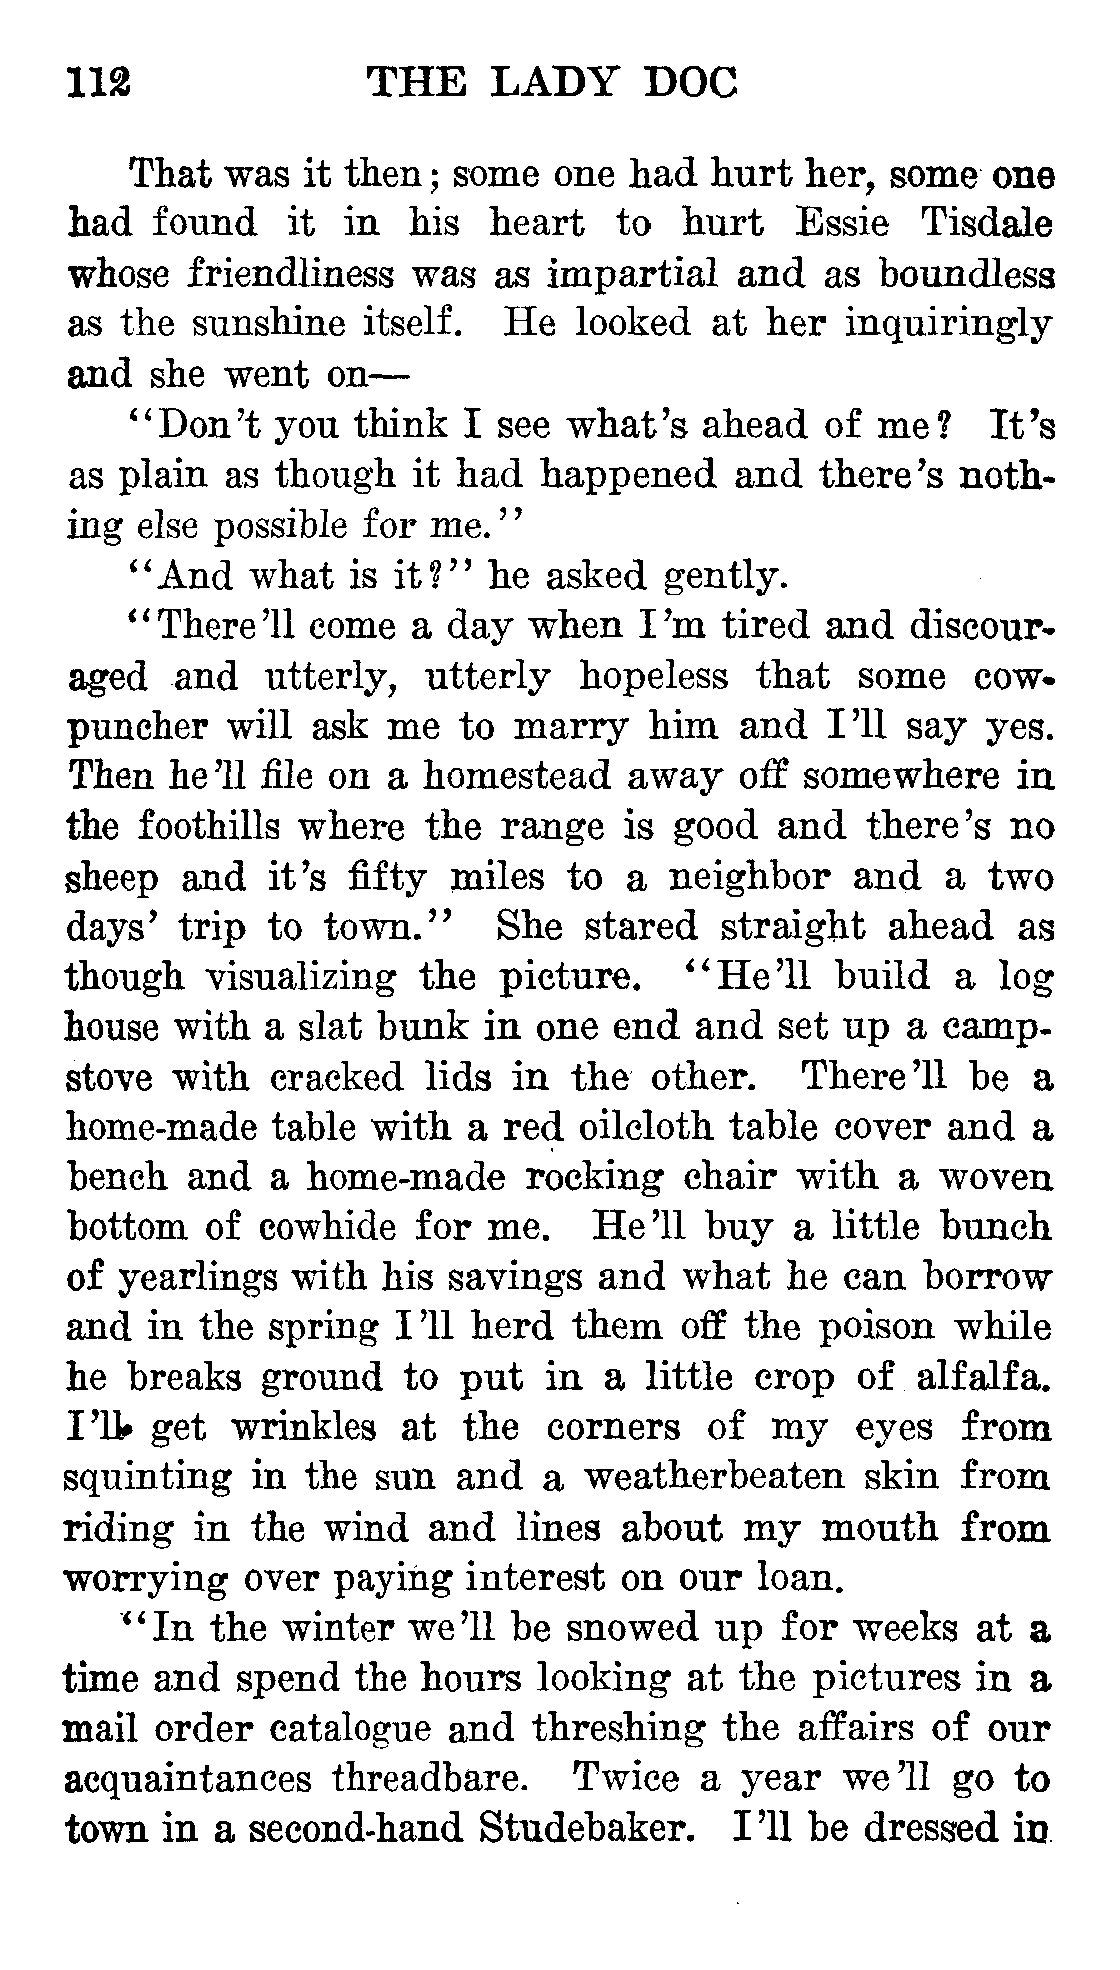 112 THE LADY DOC
That was it then; some one had hurt her, some one
had found it in his heart to hurt Essie Tisdale
whose friendliness was as impartial and as boundless
as the sunshine itself. He looked at her inquiringly
and she went on—
"Don't you think I see what's ahead of me? It's
as plain as though it had happened and there's noth-
ing else possible for me."
"And what is it?" he asked gently.
"There'll come a day when I'm tired and discour-
aged and utterly, utterly hopeless that some cow-
puncher will ask me to marry him and I'll say yes.
Then he'll file on a homestead away off somewhere in
the foothills where the range is good and there's no
sheep and it's fifty miles to a neighbor and a two
days' trip to town." She stared straight ahead as
though visualizing the picture. "He'll build a log
house with a slat bunk in one end and set up a camp-
stove with cracked lids in the other. There'll be a
home-made table with a red oilcloth table cover and a
bench and a home-made rocking chair with a woven
bottom of cowhide for me. He'll buy a little bunch
of yearlings with his savings and what he can borrow
and in the spring I'll herd them off the poison while
he breaks ground to put in a little crop of alfalfa.
I'll get wrinkles at the corners of my eyes from
squinting in the sun and a weatherbeaten skin from
riding in the wind and lines about my mouth from
worrying over paying interest on our loan.
"In the winter we'll be snowed up for weeks at a
time and spend the hours looking at the pictures in a
mail order catalogue and threshing the affairs of our
acquaintances threadbare. Twice a year we'll go to
town in a second-hand Studebaker. I'll be dressed in